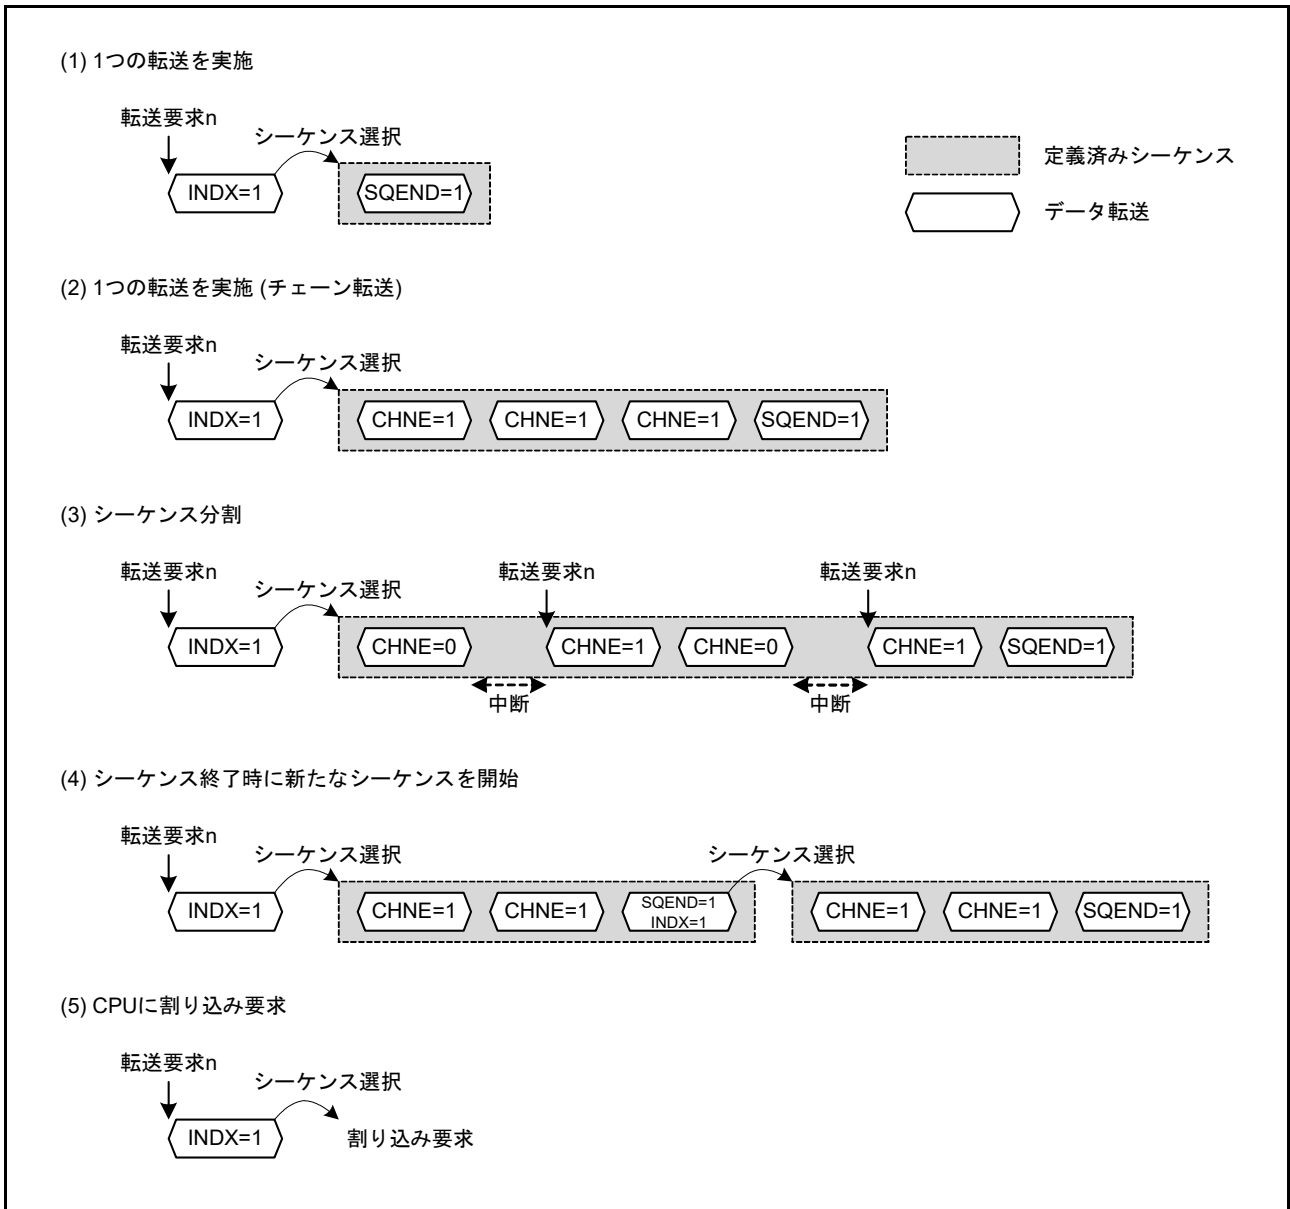 (1) 1つの転送を実施
転送要求n
シーケンス選択
INDX=1
SQEND=1
定義済みシーケンス
データ転送
(2) 1つの転送を実施 (チェーン転送)
転送要求n
シーケンス選択
INDX=1
CHNE=1
CHNE=1
CHNE=1
SQEND=1
(3) シーケンス分割
転送要求n
シーケンス選択
転送要求n
転送要求n
INDX=1
CHNE=0
CHNE=1
CHNE=0
CHNE=1
SQEND=1
中断
中断
(4) シーケンス終了時に新たなシーケンスを開始
転送要求n
シーケンス選択
シーケンス選択
INDX=1
CHNE=1
CHNE=1
SQEND=1
INDX=1
CHNE=1
CHNE=1
SQEND=1
(5) CPUに割り込み要求
転送要求n
シーケンス選択
INDX=1
割り込み要求